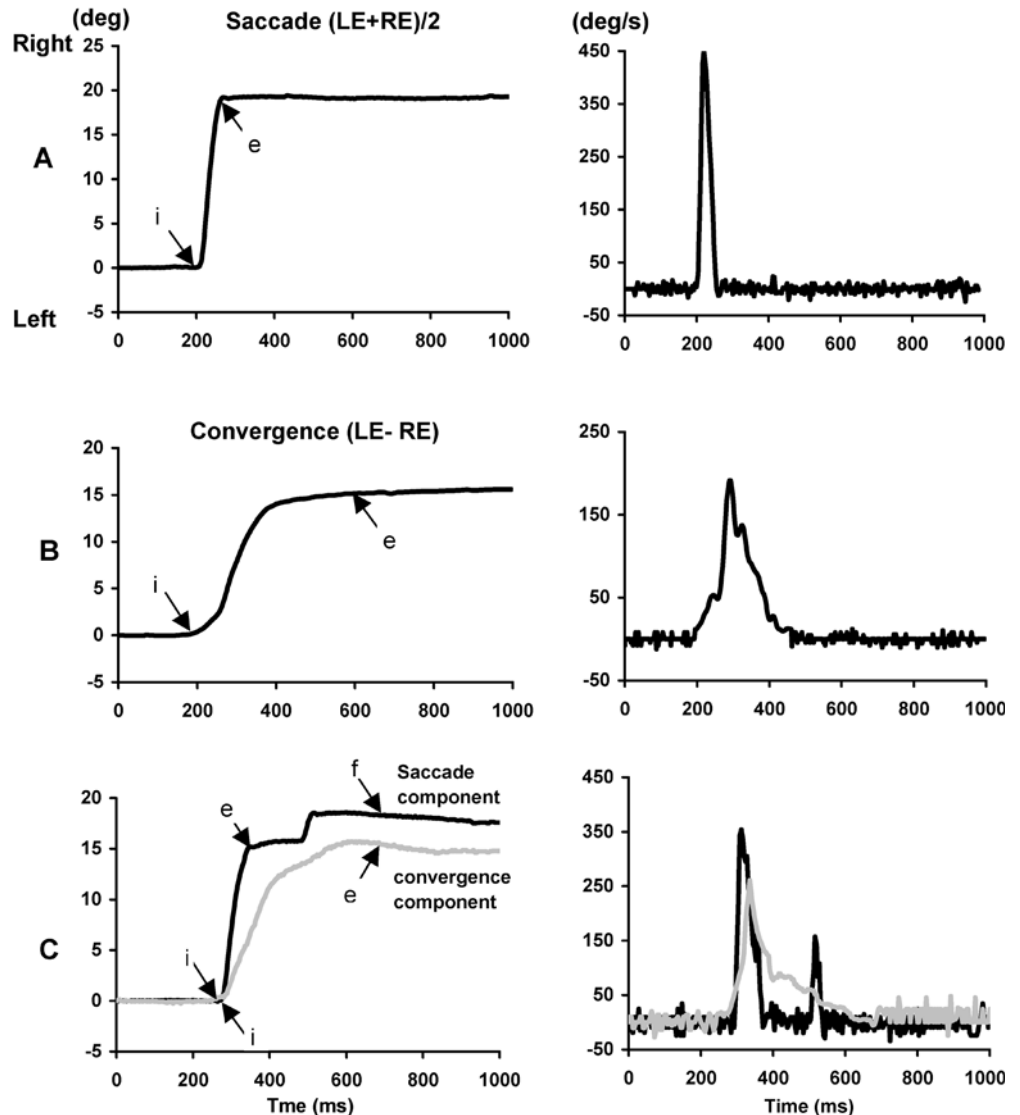 (deg)
Saccade (LE+RE)/2
(deg/s)
Right
25
20
15
10
5
0
-5
A
e
i
Left
0 200 400 600 800 1000
450
350
250
150
50
-50
0 200 400 600 800 1000
Convergence (LE- RE)
20
15
10
5
0
-5
B
e
i
0 200 400 600 800 1000
250
150
50
-50
0 200 400 600 800 1000
20
15
10
5
0
-5
C
f
Saccade
component
e
e
convergence
component
i
i
0 200 400 600 800 1000
Tme (ms)
450
350
250
150
50
-50
0 200 400 600 800 1000
Time (ms)